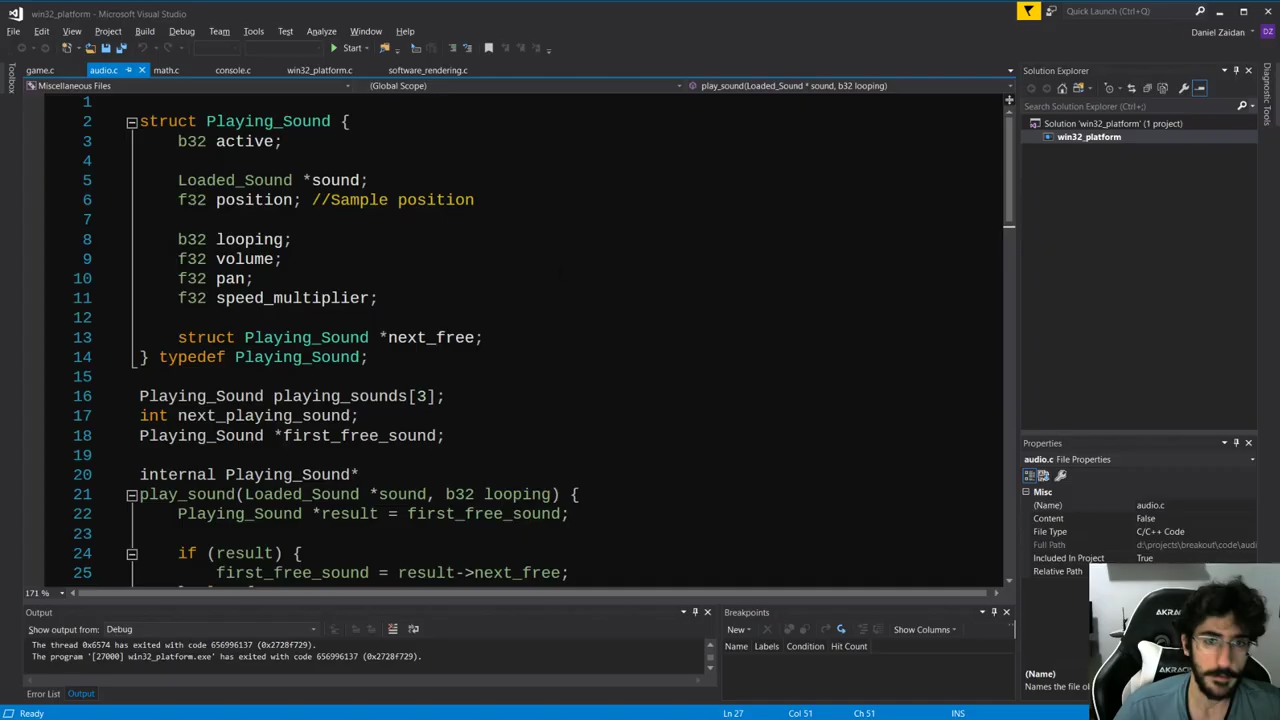 win32_platform - Microsoft Visual Studio
Quick Launch (Ctrl+Q)
File Edit View Project Build Debug Team Tools Test Analyze Window Help
Daniel Zaidan DZ
Start
Toolbox
game.c audio.c math.c console.c win32_platform.c software_rendering.c
Miscellaneous Files (Global Scope) play_sound(Loaded_Sound * sound, b32 looping)
1
2 struct Playing_Sound {
3 b32 active;
4
5 Loaded_Sound *sound;
6 f32 position; //Sample position
7
8 b32 looping;
9 f32 volume;
10 f32 pan;
11 f32 speed_multiplier;
12
13 struct Playing_Sound *next_free;
14 } typedef Playing_Sound;
15
16 Playing_Sound playing_sounds[3];
17 int next_playing_sound;
18 Playing_Sound *first_free_sound;
19
20 internal Playing_Sound*
21 play_sound(Loaded_Sound *sound, b32 looping) {
22 Playing_Sound *result = first_free_sound;
23
24 if (result) {
25 first_free_sound = result->next_free;
171 %
Solution Explorer
Search Solution Explorer (Ctrl+;)
Solution 'win32_platform' (1 project)
win32_platform
Diagnostic Tools
Properties
audio.c File Properties
Misc
(Name) audio.c
Content False
File Type C/C++ Code
Full Path d:\projects\breakout\code\audi
Included In Project True
Relative Path
(Name)
Names the file ob
Output
Show output from: Debug
The thread 0x6574 has exited with code 656996137 (0x2728f729).
The program '[27000] win32_platform.exe' has exited with code 656996137 (0x2728f729).
Error List Output
Breakpoints
New Show Columns
Name Labels Condition Hit Count
AKRACING
Ready Ln 27 Col 51 Ch 51 INS